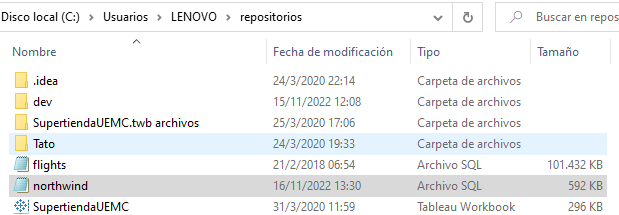 Disco local (C:) > Usuarios > LENOVO > repositorios
Buscar en repos
Nombre Fecha de modificación Tipo Tamaño
.idea 24/3/2020 22:14 Carpeta de archivos
dev 15/11/2022 12:08 Carpeta de archivos
SupertiendaUEMC.twb archivos 25/3/2020 17:06 Carpeta de archivos
Tato 24/3/2020 19:33 Carpeta de archivos
flights 21/2/2018 06:54 Archivo SQL 101.432 KB
northwind 16/11/2022 13:30 Archivo SQL 592 KB
SupertiendaUEMC 31/3/2020 11:59 Tableau Workbook 296 KB